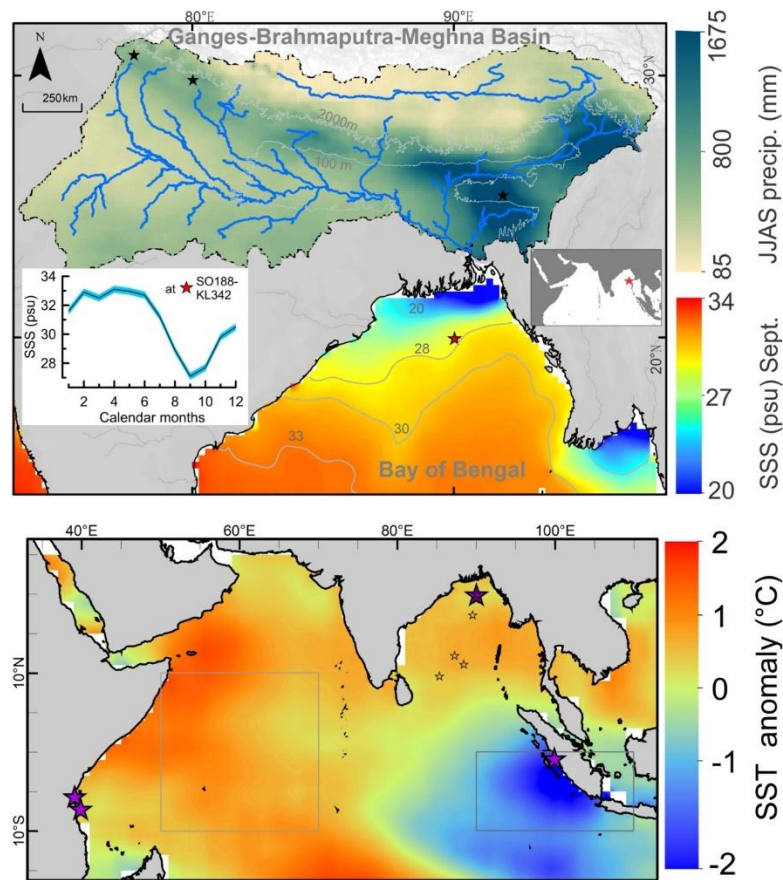 80°E
90°E
Ganges-Brahmaputra-Meghna Basin
N
250km
2000m
100 m
30°N
1675
800
85
JJAS precip. (mm)
SSS (psu)
33
32
30
28
2 4 6 8 10 12
Calendar months
at SO188-
KL342
20
28
30
33
20°N
Bay of Bengal
34
27
20
SSS (psu) Sept.
40°E
60°E
80°E
100°E
10°N
10°S
2
1
0
-1
-2
SST anomaly (°C)